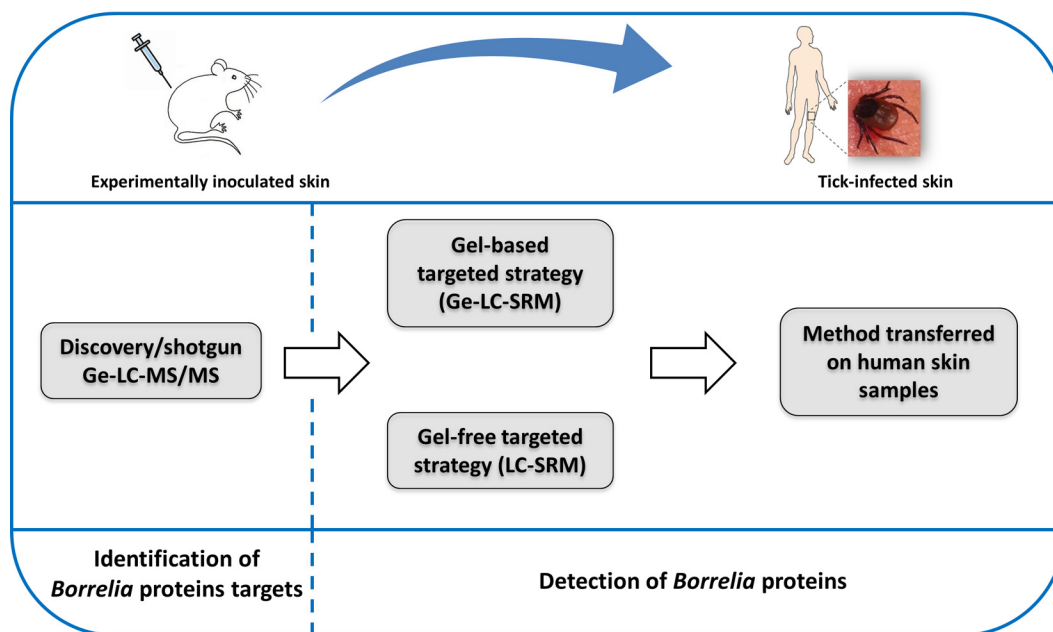 Experimentally inoculated skin
Tick-infected skin
Discovery/shotgun
Ge-LC-MS/MS
Gel-based
targeted strategy
(Ge-LC-SRM)
Gel-free targeted
strategy (LC-SRM)
Method transferred
on human skin
samples
Identification of
Borrelia proteins targets
Detection of Borrelia proteins